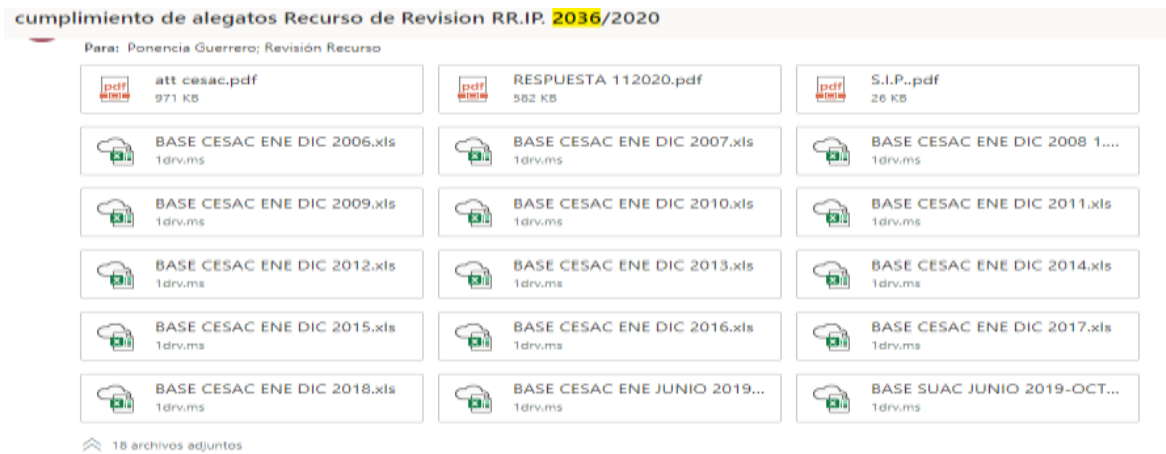 cumplimiento de alegatos Recurso de Revision RR.IP. 2036/2020
Para: Ponencia Guerrero; Revisión Recurso
pdf att cesac.pdf
971 KB
pdf RESPUESTA 112020.pdf
582 KB
pdf S.I.P..pdf
26 KB
BASE CESAC ENE DIC 2006.xls
1drv.ms
BASE CESAC ENE DIC 2007.xls
1drv.ms
BASE CESAC ENE DIC 2008 1....
1drv.ms
BASE CESAC ENE DIC 2009.xls
1drv.ms
BASE CESAC ENE DIC 2010.xls
1drv.ms
BASE CESAC ENE DIC 2011.xls
1drv.ms
BASE CESAC ENE DIC 2012.xls
1drv.ms
BASE CESAC ENE DIC 2013.xls
1drv.ms
BASE CESAC ENE DIC 2014.xls
1drv.ms
BASE CESAC ENE DIC 2015.xls
1drv.ms
BASE CESAC ENE DIC 2016.xls
1drv.ms
BASE CESAC ENE DIC 2017.xls
1drv.ms
BASE CESAC ENE DIC 2018.xls
1drv.ms
BASE CESAC ENE JUNIO 2019...
1drv.ms
BASE SUAC JUNIO 2019-OCT...
1drv.ms
18 archivos adjuntos